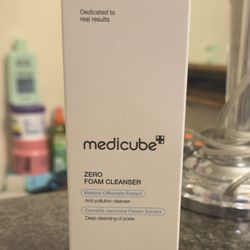 Dedicated to
real results
medicube
ZERO
FOAM CLEANSER
Melissa Officinalis Extract
Anti-pollution cleanser
Camellia Japonica Flower Extract
Deep cleansing of pores